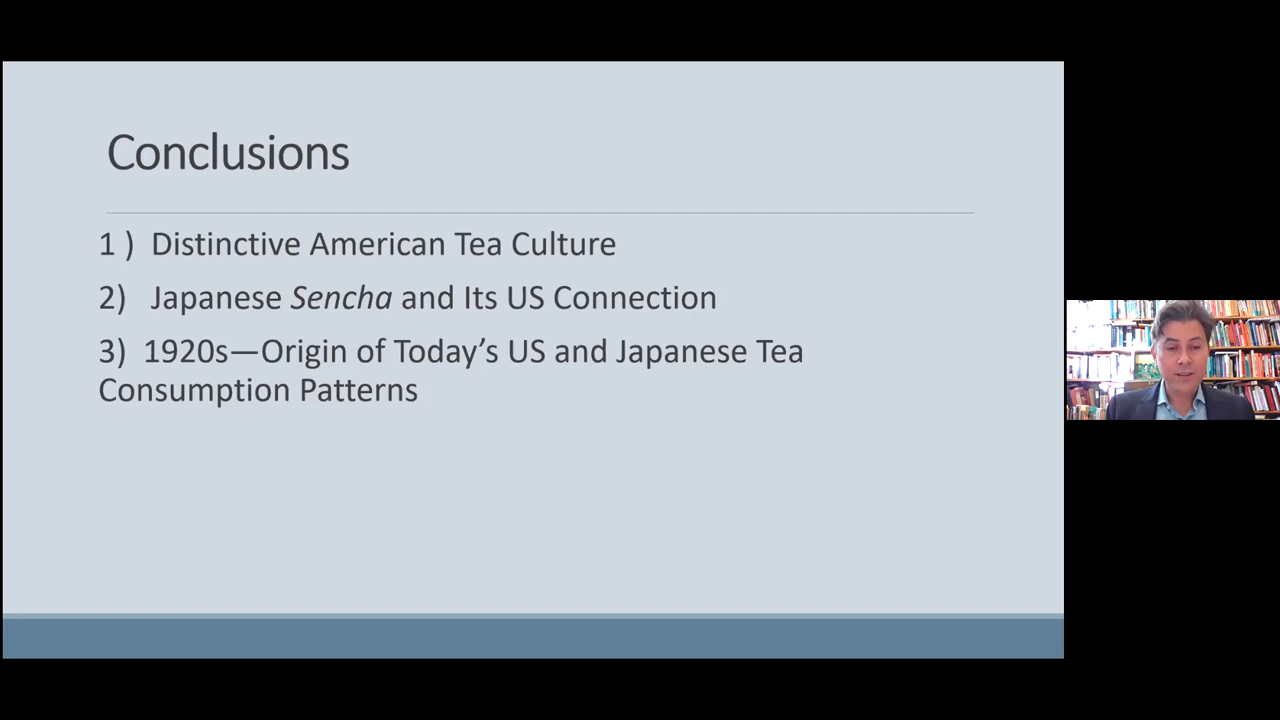 Conclusions
1 ) Distinctive American Tea Culture
2) Japanese Sencha and Its US Connection
3) 1920s—Origin of Today’s US and Japanese Tea
Consumption Patterns